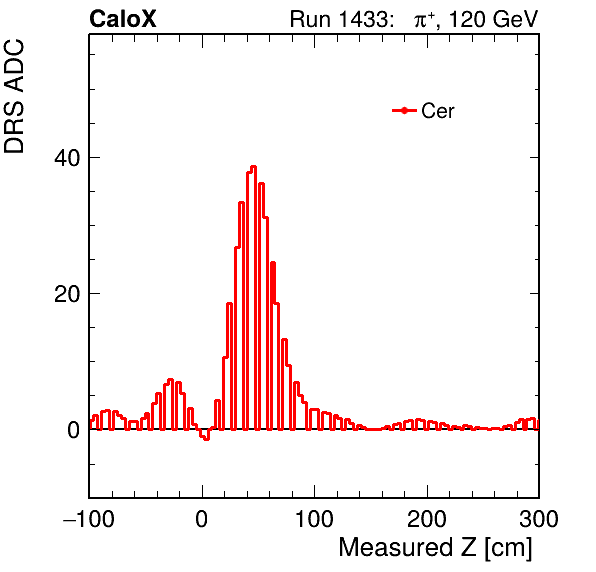 CaloX Run 1433: π⁺, 120 GeV
DRS ADC
Cer
40
20
0
−100 0 100 200 300
Measured Z [cm]